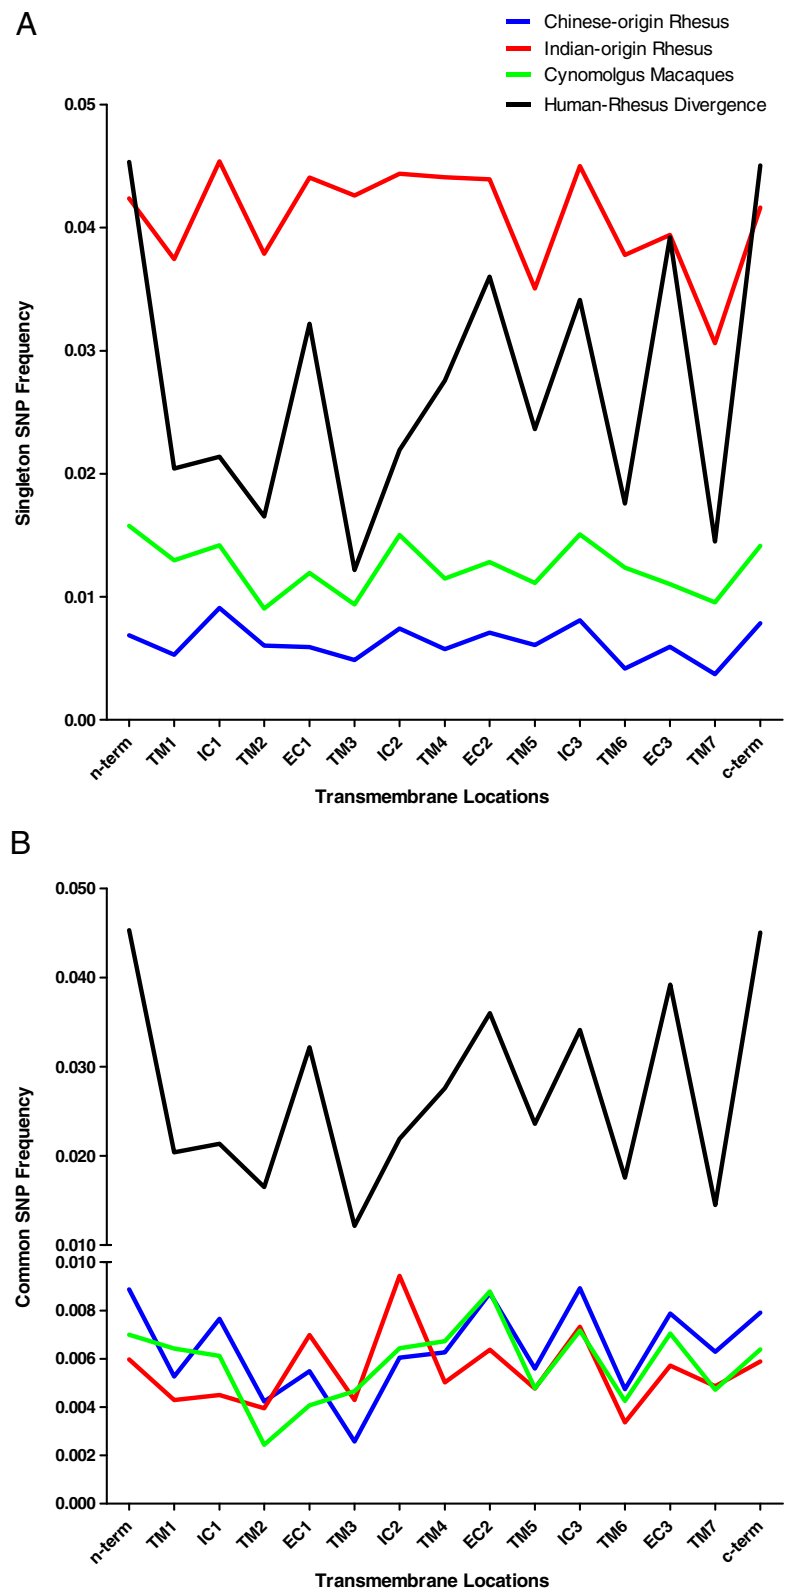 A
Chinese-origin Rhesus
Indian-origin Rhesus
Cynomolgus Macaques
Human-Rhesus Divergence
0.05
0.04
0.03
0.02
0.01
0.00
Singleton SNP Frequency
n-term TM1 IC1 TM2 EC1 TM3 IC2 TM4 EC2 TM5 IC3 TM6 EC3 TM7 c-term
Transmembrane Locations
B
0.050
0.040
0.030
0.020
0.010
0.010
0.008
0.006
0.004
0.002
0.000
Common SNP Frequency
n-term TM1 IC1 TM2 EC1 TM3 IC2 TM4 EC2 TM5 IC3 TM6 EC3 TM7 c-term
Transmembrane Locations